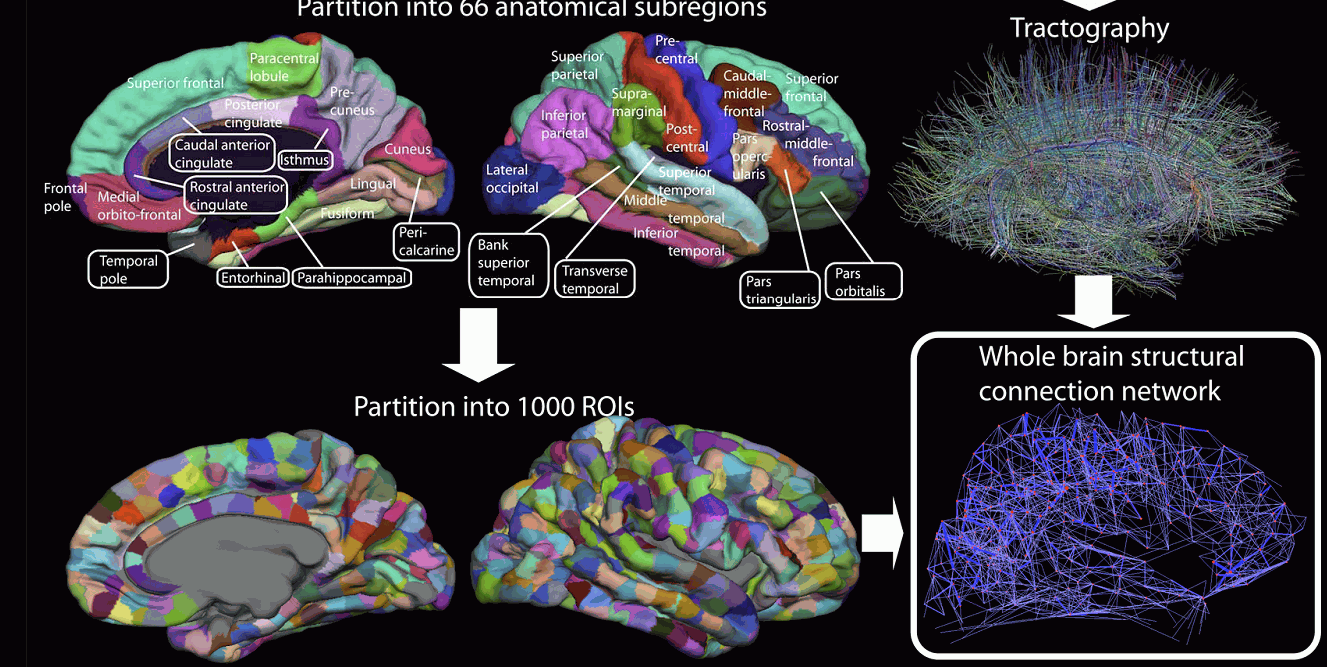 Partition into 66 anatomical subregions
Tractography
Paracentral
lobule
Superior frontal
Pre-
cuneus
Posterior
cingulate
Caudal anterior
cingulate
Isthmus
Cuneus
Rostral anterior
cingulate
Frontal
pole
Medial
orbito-frontal
Lingual
Fusiform
Peri-
calcarine
Temporal
pole
Entorhinal
Parahippocampal
Superior
parietal
Pre-
central
Caudal-
middle-
frontal
Superior
frontal
Supra-
marginal
Inferior
parietal
Post-
central
Rostral-
middle-
frontal
Pars
operc-
ularis
Lateral
occipital
Superior
temporal
Middle
temporal
Inferior
temporal
Bank
superior
temporal
Transverse
temporal
Pars
triangularis
Pars
orbitalis
Partition into 1000 ROIs
Whole brain structural
connection network